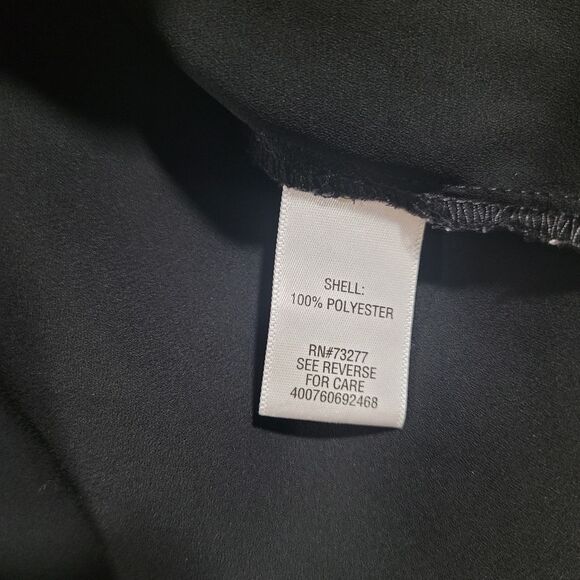 SHELL:
100% POLYESTER
RN#73277
SEE REVERSE
FOR CARE
400760692468